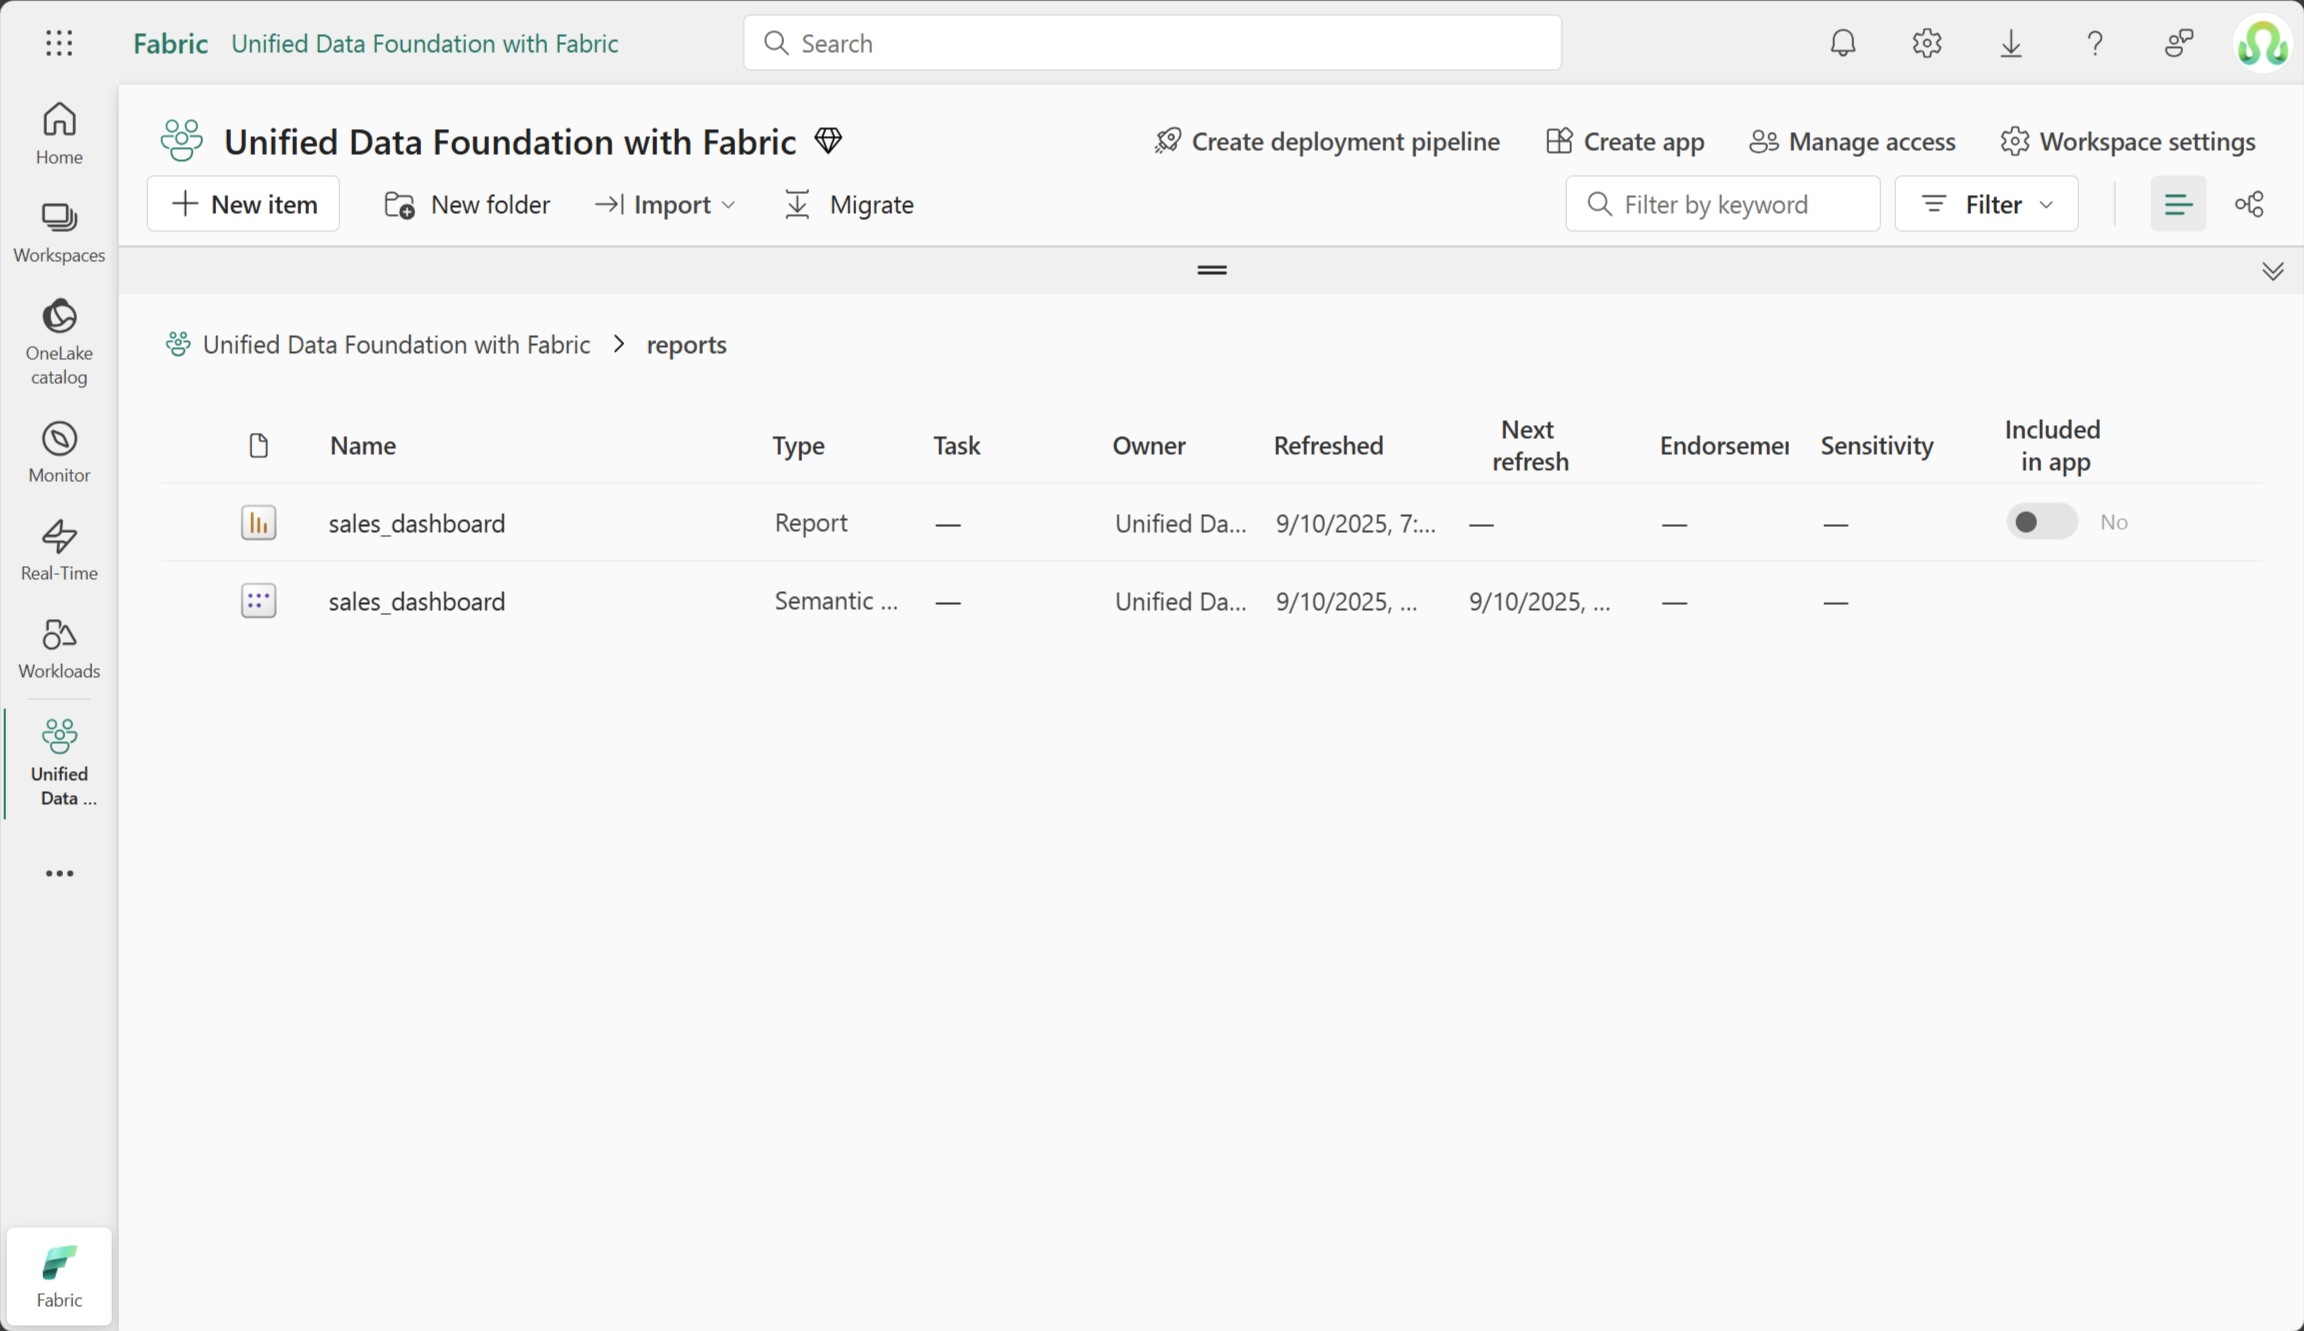 Fabric Unified Data Foundation with Fabric Search
Unified Data Foundation with Fabric Create deployment pipeline Create app Manage access Workspace settings
New item New folder Import Migrate Filter by keyword Filter
Home
Workspaces
OneLake
catalog
Monitor
Real-Time
Workloads
Unified
Data ...
Fabric
Unified Data Foundation with Fabric > reports
Name Type Task Owner Refreshed Next refresh Endorsemer Sensitivity Included in app
sales_dashboard Report — Unified Da... 9/10/2025, 7:... — — — No
sales_dashboard Semantic ... — Unified Da... 9/10/2025, ... 9/10/2025, ... — —